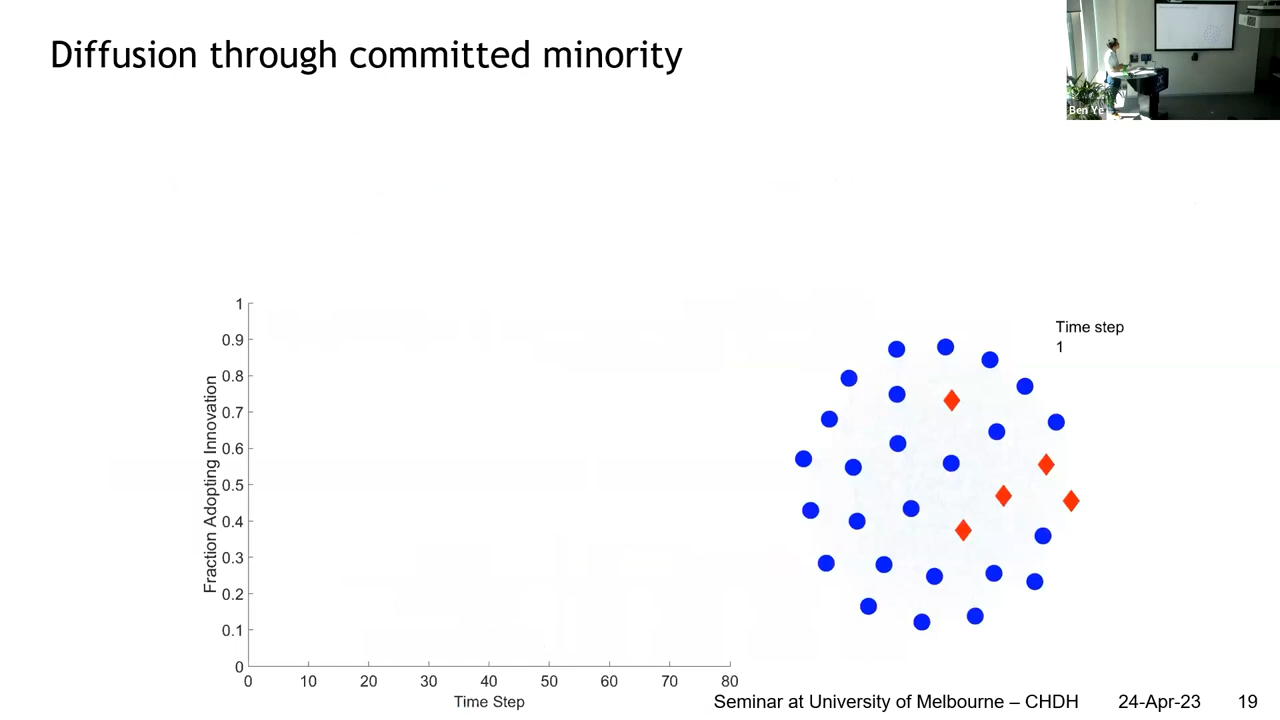 Diffusion through committed minority
Ben Ye
1
0.9
0.8
0.7
0.6
0.5
0.4
0.3
0.2
0.1
0
Fraction Adopting Innovation
0 10 20 30 40 50 60 70 80
Time Step
Time step
1
Seminar at University of Melbourne – CHDH 24-Apr-23 19